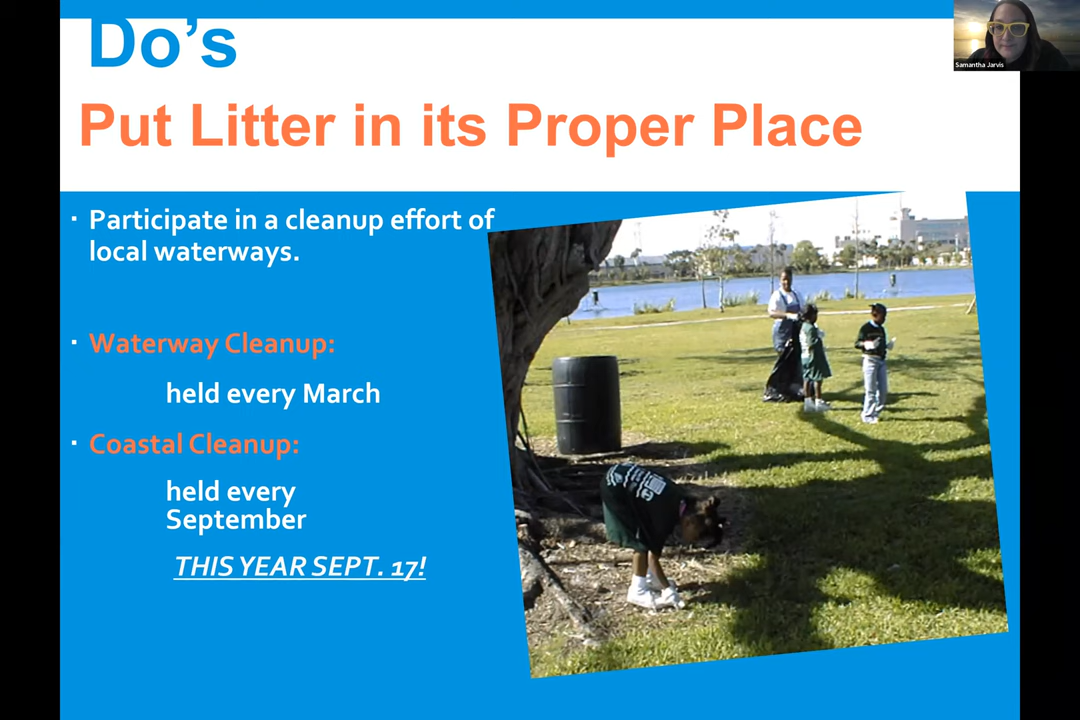 Do's
Samantha Jarvis
Put Litter in its Proper Place
▪ Participate in a cleanup effort of
local waterways.
▪ Waterway Cleanup:
held every March
▪ Coastal Cleanup:
held every
September
THIS YEAR SEPT. 17!